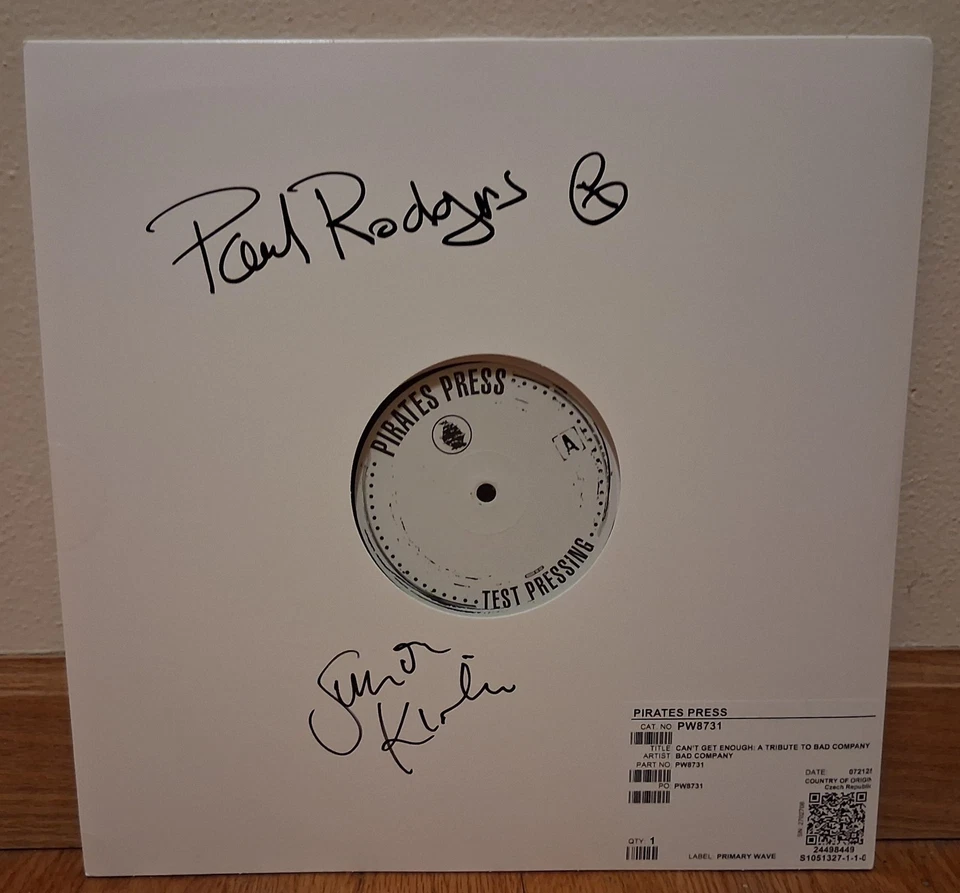 Paul Rodgers
PIRATES PRESS
A
TEST PRESSING
Simon
Kirke
PIRATES PRESS
CAT. NO PW8731
TITLE CAN'T GET ENOUGH: A TRIBUTE TO BAD COMPANY
ARTIST BAD COMPANY
PART NO. PW8731
PO PW8731
DATE: 07212
COUNTRY OF ORIGIN
Czech Republi
QTY 1
LABEL: PRIMARY WAVE
24498449
S1051327-1-1-0